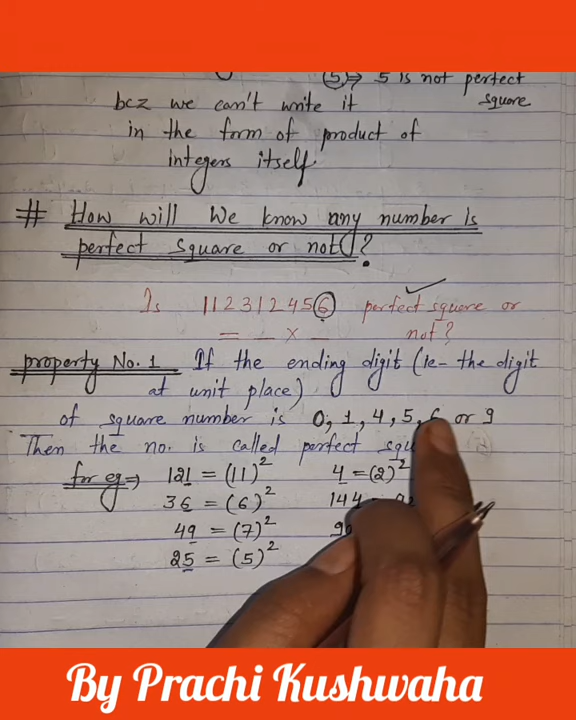 (5) ⇒ 5 is not perfect
square
bcz we can't write it
in the form of product of
integers itself
# How will We know any number is
perfect square or not?
Is 1123124456 perfect square or
= _ x _ not?
property No. 1 If the ending digit (ie- the digit
at unit place)
of square number is 0, 1, 4, 5, 6 or 9
Then the no. is called perfect squ
for eg ⇒ 121 = (11)² 4 = (2)²
36 = (6)² 144 =
49 = (7)²
25 = (5)²
By Prachi Kushwaha